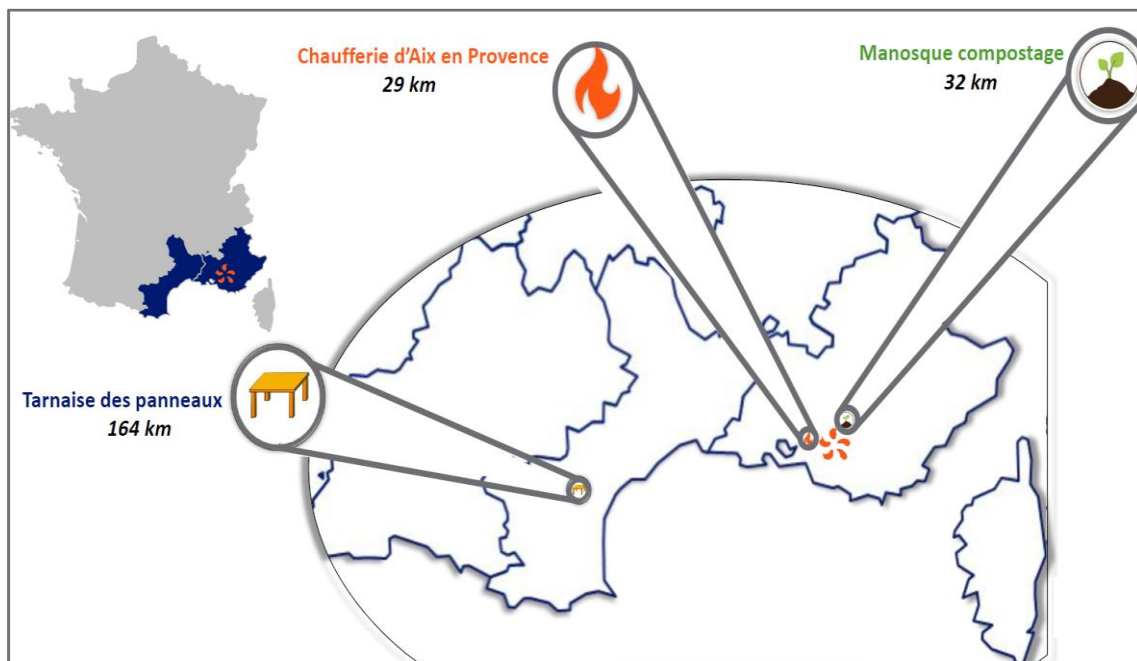 Chaufferie d'Aix en Provence
29 km
Manosque compostage
32 km
Tarnaise des panneaux
164 km